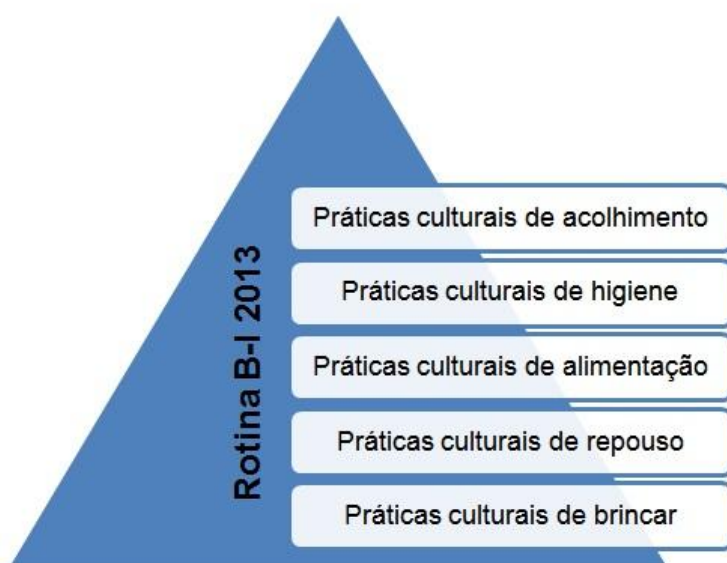 Rotina B-I 2013
Práticas culturais de acolhimento
Práticas culturais de higiene
Práticas culturais de alimentação
Práticas culturais de repouso
Práticas culturais de brincar